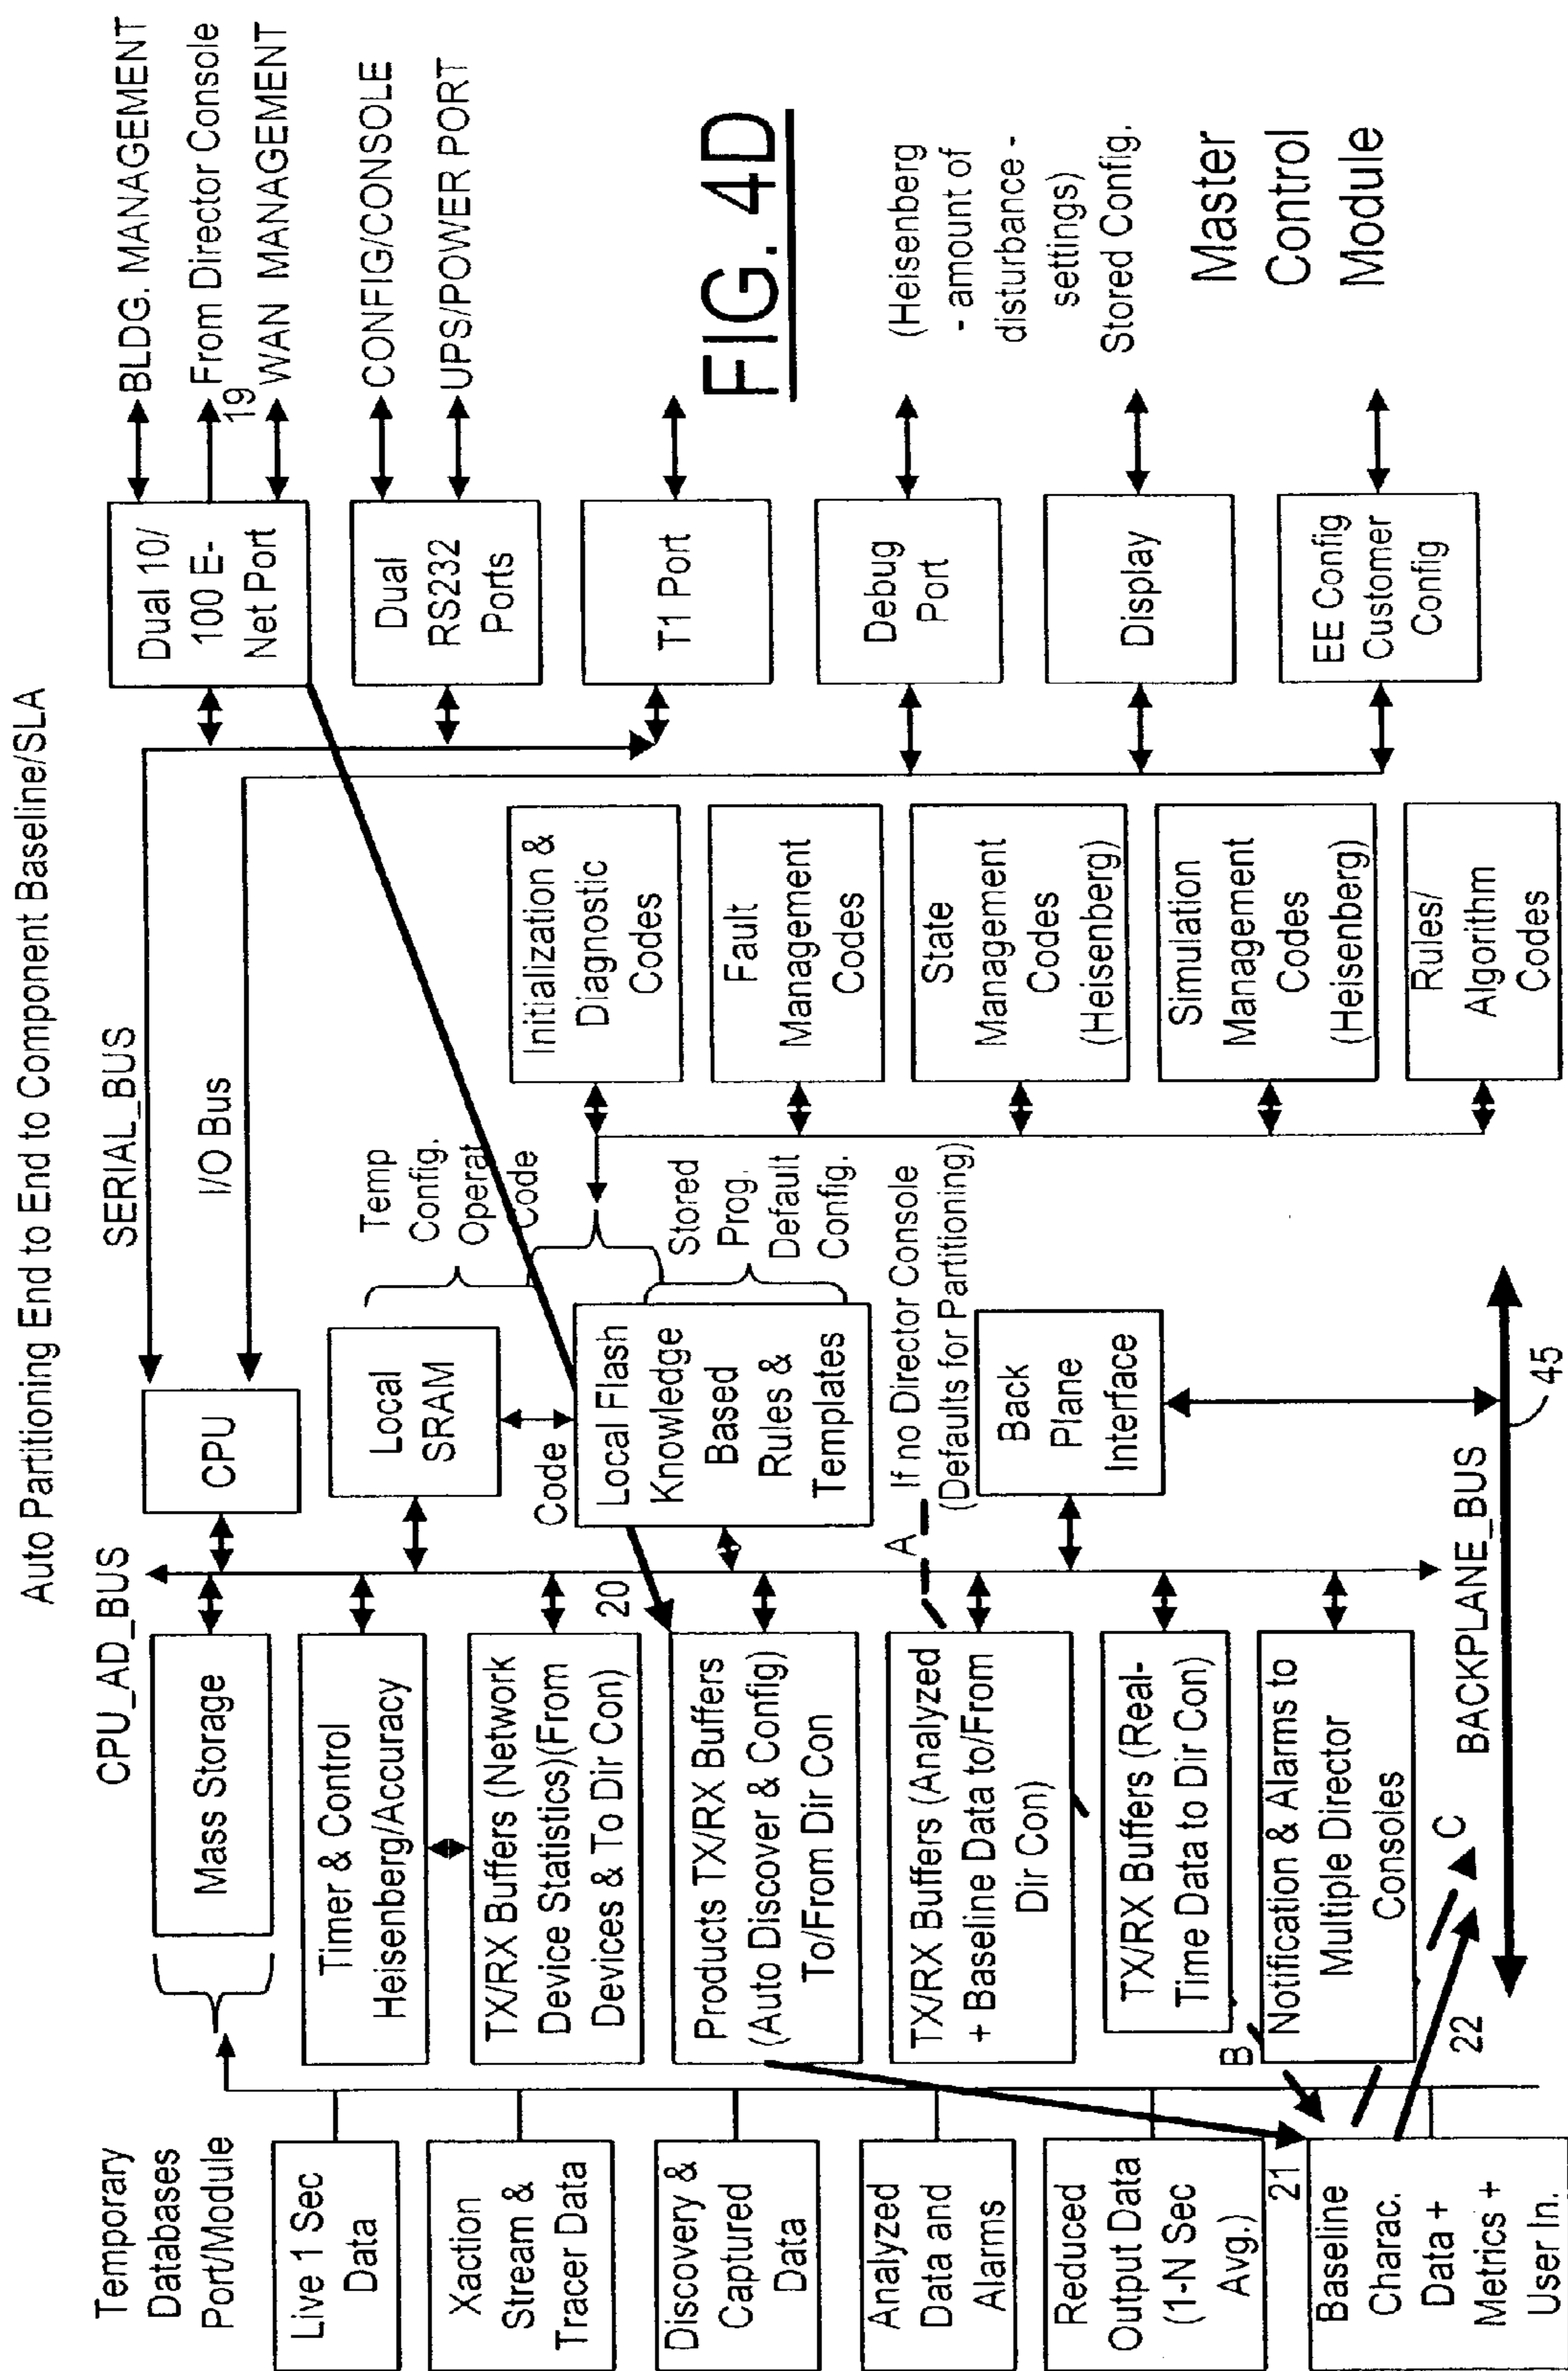 Auto Partitioning End to End to Component Baseline/SLA
Temporary
Databases
Port/Module
Live 1 Sec
Data
Xaction
Stream &
Tracer Data
Discovery &
Captured
Data
Analyzed
Data and
Alarms
Reduced
Output Data
(1-N Sec
Avg.)
21
Baseline
Charac.
Data +
Metrics +
User In.
CPU_AD_BUS
Mass Storage
Timer & Control
Heisenberg/Accuracy
TX/RX Buffers (Network
Device Statistics)(From
Devices & To Dir Con)
20
Products TX/RX Buffers
(Auto Discover & Config)
To/From Dir Con
TX/RX Buffers (Analyzed
+ Baseline Data to/From
Dir Con)
TX/RX Buffers (Real-
Time Data to Dir Con)
B
Notification & Alarms to
Multiple Director
Consoles
22
C
BACKPLANE_BUS
45
SERIAL_BUS
I/O Bus
CPU
Local
SRAM
Temp
Config.
Operat
Code
Code
Local Flash
Knowledge
Based
Rules &
Templates
Stored
Prog.
Default
Config.
A
If no Director Console
(Defaults for Partitioning)
Back
Plane
Interface
Initialization &
Diagnostic
Codes
Fault
Management
Codes
State
Management
Codes
(Heisenberg)
Simulation
Management
Codes
(Heisenberg)
Rules/
Algorithm
Codes
Dual 10/
100 E-
Net Port
BLDG. MANAGEMENT
From Director Console
19
WAN MANAGEMENT
Dual
RS232
Ports
CONFIG/CONSOLE
UPS/POWER PORT
T1 Port
FIG. 4D
Debug
Port
Display
EE Config
Customer
Config
(Heisenberg
- amount of
disturbance -
settings)
Stored Config.
Master
Control
Module